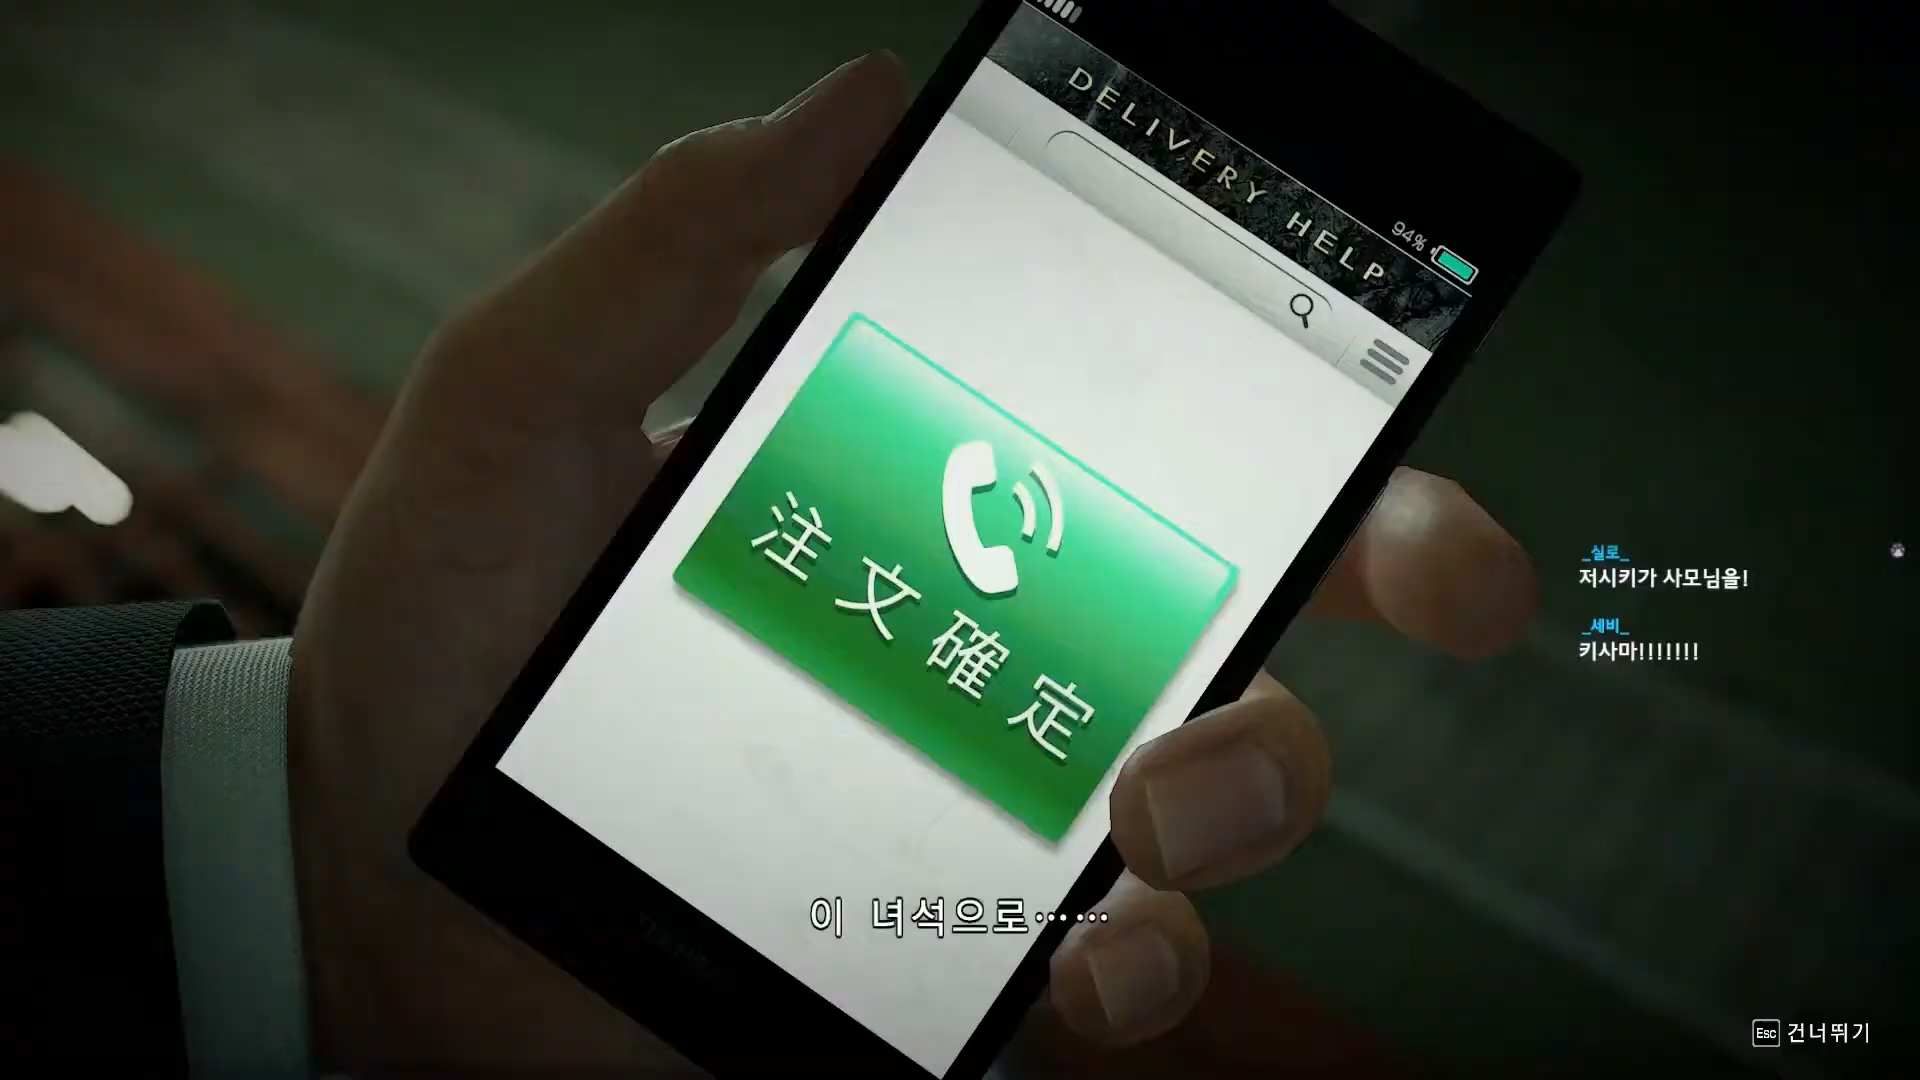 DELIVERY HELP
94%
注文確定
_실로_
저시키가 사모님을!
_세비_
키사마!!!!!!!
이 녀석으로……
Esc 건너뛰기